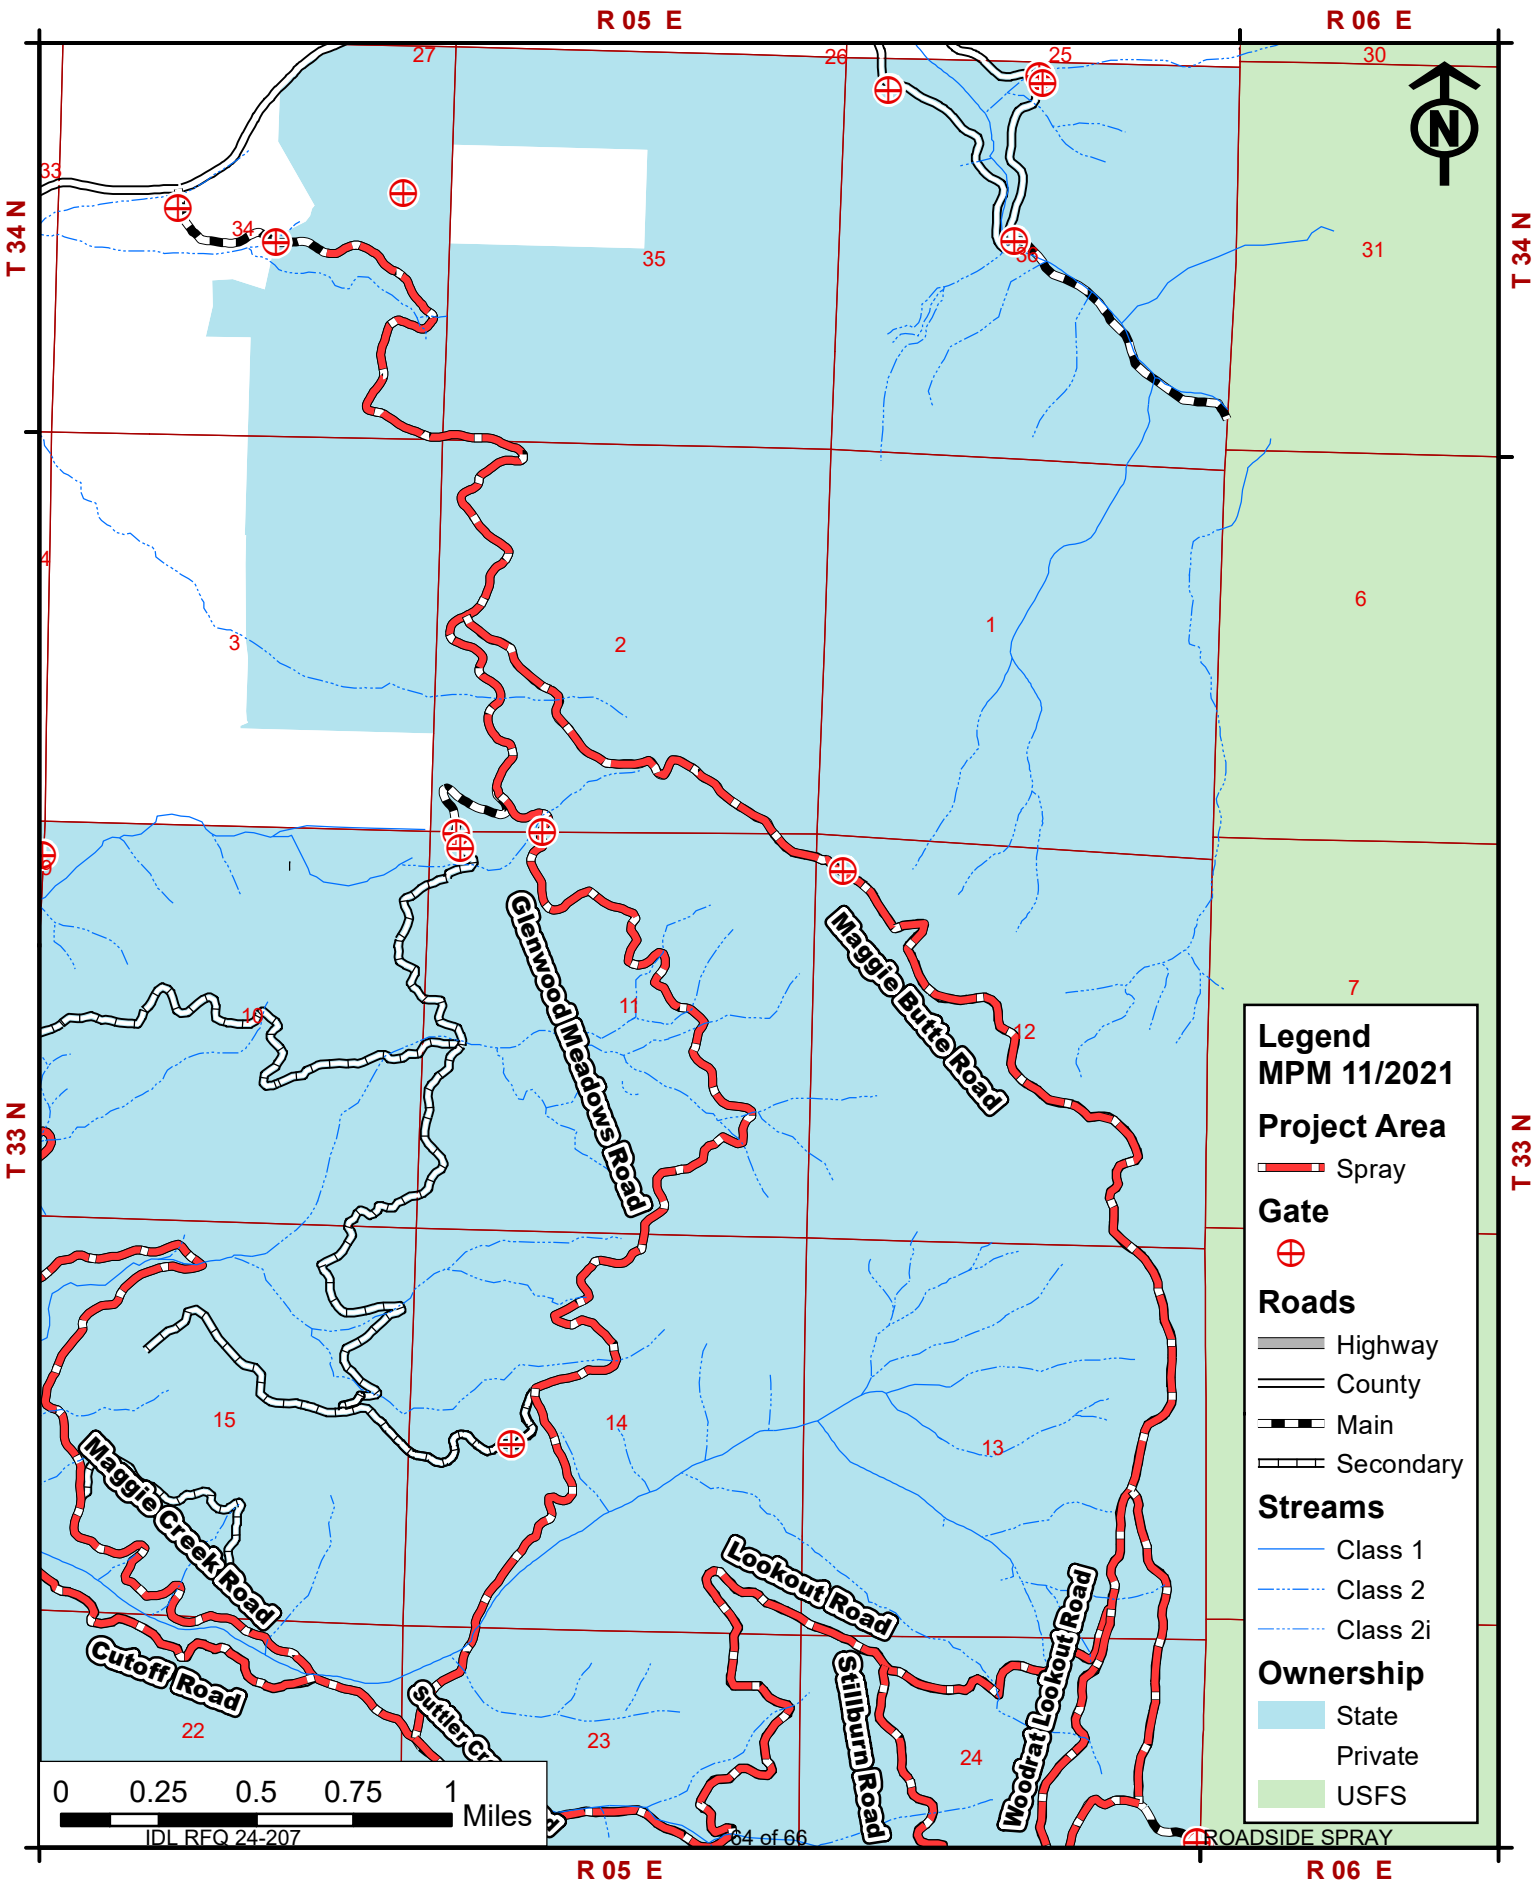 R 05 E
R 06 E
27
26
25
30
N
33
34
36
35
31
T 34 N
T 34 N
4
3
2
1
6
9
10
11
12
7
Glenwood Meadows Road
Maggie Butte Road
T 33 N
T 33 N
15
14
13
Maggie Creek Road
Cutoff Road
Lookout Road
Stillburn Road
Woodrat Lookout Road
Suttler Cr
22
23
24
Legend
MPM 11/2021
Project Area
Spray
Gate
Roads
Highway
County
Main
Secondary
Streams
Class 1
Class 2
Class 2i
Ownership
State
Private
USFS
0 0.25 0.5 0.75 1
Miles
d
IDL RFQ 24-207
64 of 66
ROADSIDE SPRAY
R 05 E
R 06 E